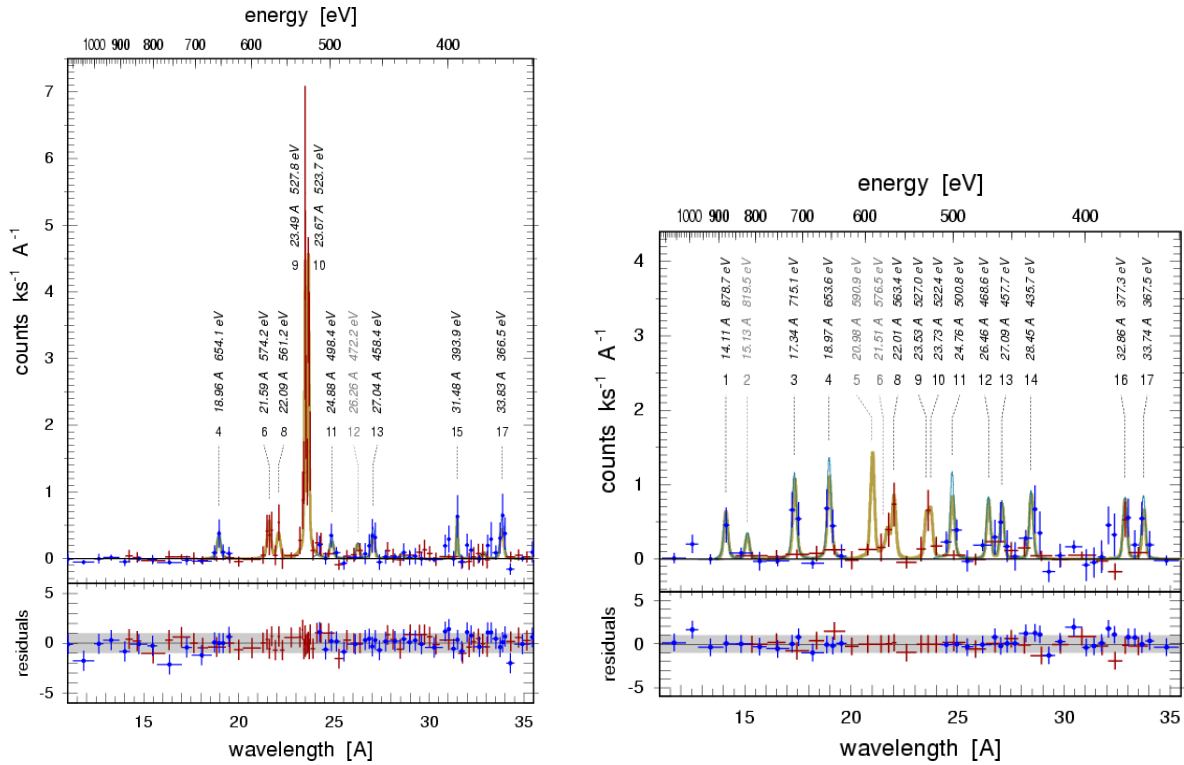 energy [eV]
1000 900 800 700 600 500 400
counts ks⁻¹ A⁻¹
7
6
5
4
3
2
1
0
18.96 A 654.1 eV
21.59 A 574.2 eV
22.09 A 561.2 eV
23.49 A 527.8 eV
23.67 A 523.7 eV
24.88 A 498.4 eV
26.26 A 472.2 eV
27.04 A 458.4 eV
31.48 A 393.9 eV
33.83 A 366.5 eV
4 6 8 9 10 11 12 13 15 17
residuals
5
0
-5
15 20 25 30 35
wavelength [A]
energy [eV]
1000 900 800 700 600 500 400
counts ks⁻¹ A⁻¹
4
3
2
1
0
14.11 A 878.7 eV
15.13 A 819.5 eV
17.34 A 715.1 eV
18.97 A 653.6 eV
20.98 A 590.9 eV
21.51 A 576.5 eV
22.01 A 563.4 eV
23.53 A 527.0 eV
23.73 A 522.4 eV
24.76 A 500.8 eV
26.46 A 468.6 eV
27.09 A 457.7 eV
28.45 A 435.7 eV
32.86 A 377.3 eV
33.74 A 367.5 eV
1 2 3 4 5 6 8 9 10 11 12 13 14 16 17
residuals
5
0
-5
15 20 25 30 35
wavelength [A]